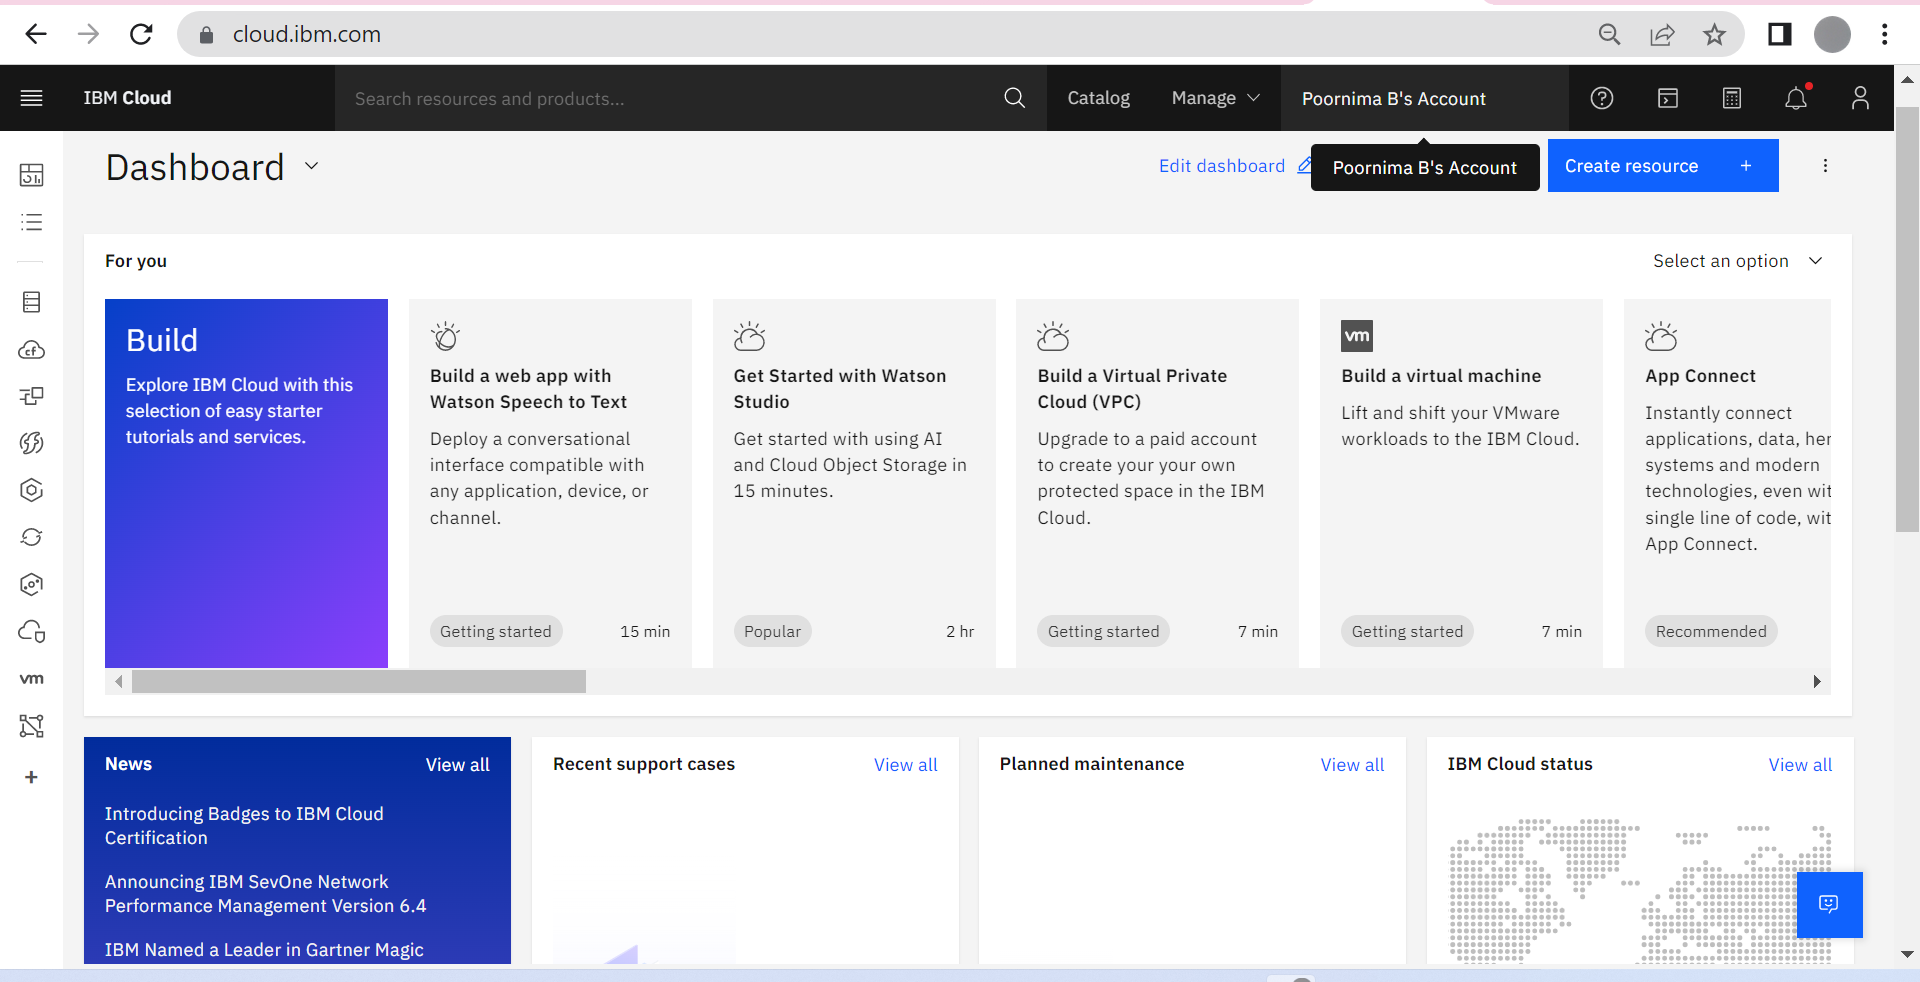 cloud.ibm.com
IBM Cloud
Search resources and products...
Catalog
Manage
Poornima B's Account
Dashboard
Edit dashboard
Poornima B's Account
Create resource +
For you
Select an option
Build
Explore IBM Cloud with this
selection of easy starter
tutorials and services.
Build a web app with
Watson Speech to Text
Deploy a conversational
interface compatible with
any application, device, or
channel.
Getting started
15 min
Get Started with Watson
Studio
Get started with using AI
and Cloud Object Storage in
15 minutes.
Popular
2 hr
Build a Virtual Private
Cloud (VPC)
Upgrade to a paid account
to create your your own
protected space in the IBM
Cloud.
Getting started
7 min
vm
Build a virtual machine
Lift and shift your VMware
workloads to the IBM Cloud.
Getting started
7 min
App Connect
Instantly connect
applications, data, her
systems and modern
technologies, even wit
single line of code, wit
App Connect.
Recommended
cf
vm
+
News
View all
Introducing Badges to IBM Cloud
Certification
Announcing IBM SevOne Network
Performance Management Version 6.4
IBM Named a Leader in Gartner Magic
Recent support cases
View all
Planned maintenance
View all
IBM Cloud status
View all